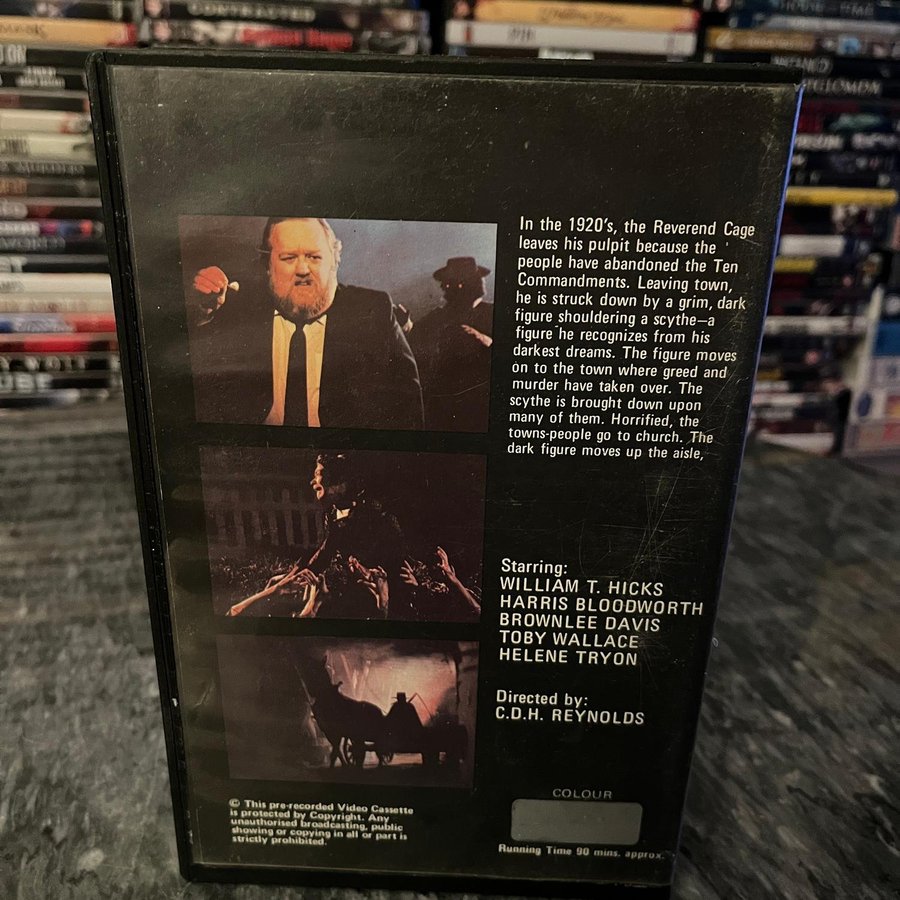 In the 1920's, the Reverend Cage
leaves his pulpit because the
people have abandoned the Ten
Commandments. Leaving town,
he is struck down by a grim, dark
figure shouldering a scythe—a
figure he recognizes from his
darkest dreams. The figure moves
on to the town where greed and
murder have taken over. The
scythe is brought down upon
many of them. Horrified, the
towns-people go to church. The
dark figure moves up the aisle,
Starring:
WILLIAM T. HICKS
HARRIS BLOODWORTH
BROWNLEE DAVIS
TOBY WALLACE
HELENE TRYON
Directed by:
C.D.H. REYNOLDS
© This pre-recorded Video Cassette
is protected by Copyright. Any
unauthorised broadcasting, public
showing or copying in all or part is
strictly prohibited.
COLOUR
Running Time 90 mins. approx.